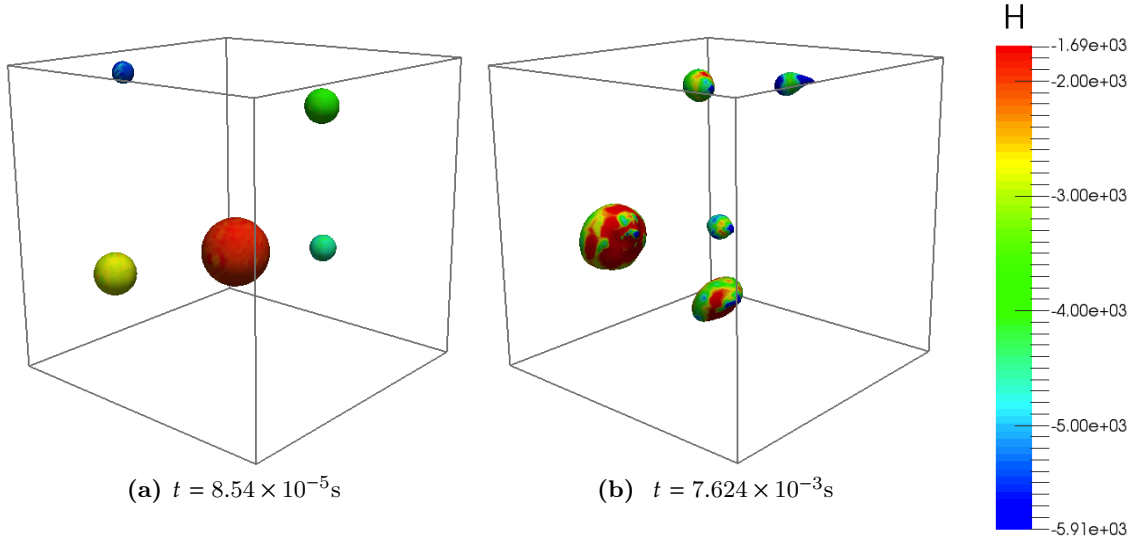 H
-1.69e+03
-2.00e+03
-3.00e+03
-4.00e+03
-5.00e+03
-5.91e+03
(a) t = 8.54 × 10⁻⁵s
(b) t = 7.624 × 10⁻³s